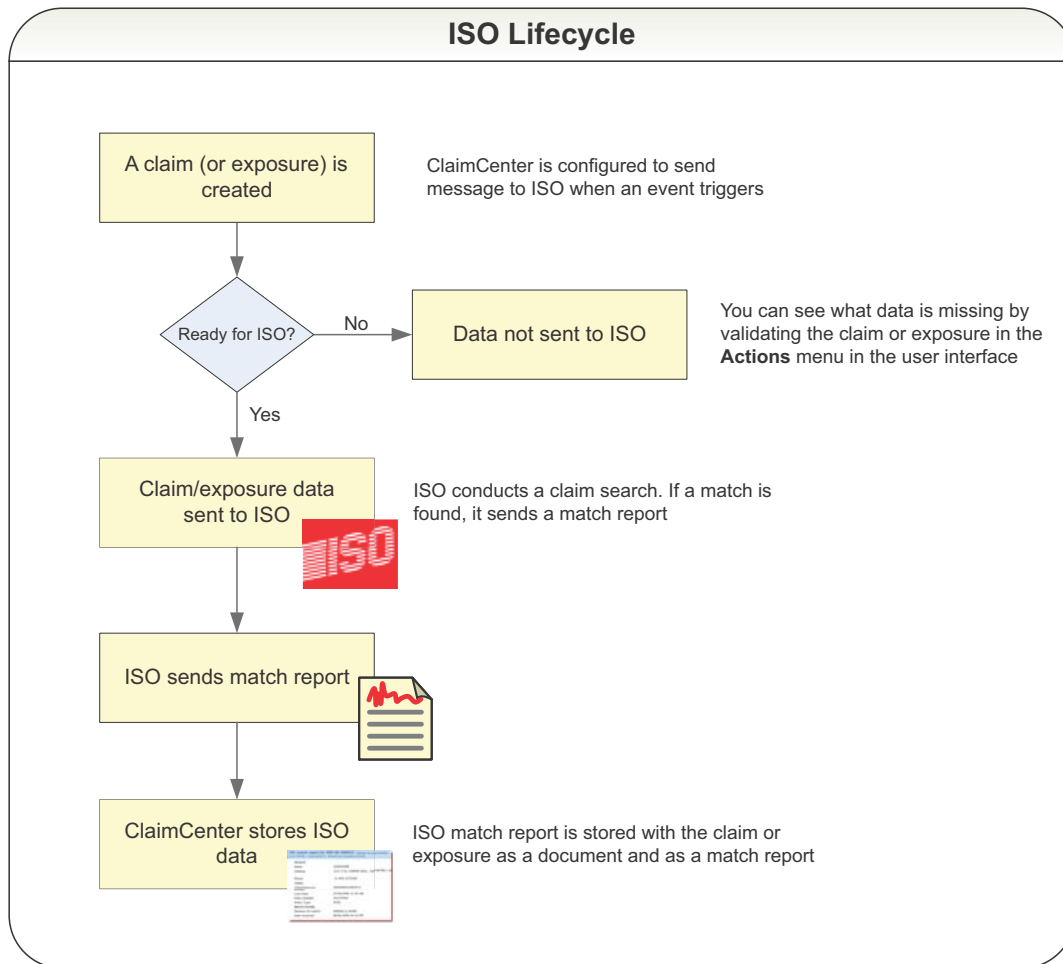 ISO Lifecycle
A claim (or exposure) is
created
ClaimCenter is configured to send
message to ISO when an event triggers
Ready for ISO?
No
Data not sent to ISO
You can see what data is missing by
validating the claim or exposure in the
Actions menu in the user interface
Yes
Claim/exposure data
sent to ISO
ISO
ISO conducts a claim search. If a match is
found, it sends a match report
ISO sends match report
ClaimCenter stores ISO
data
ISO match report is stored with the claim or
exposure as a document and as a match report